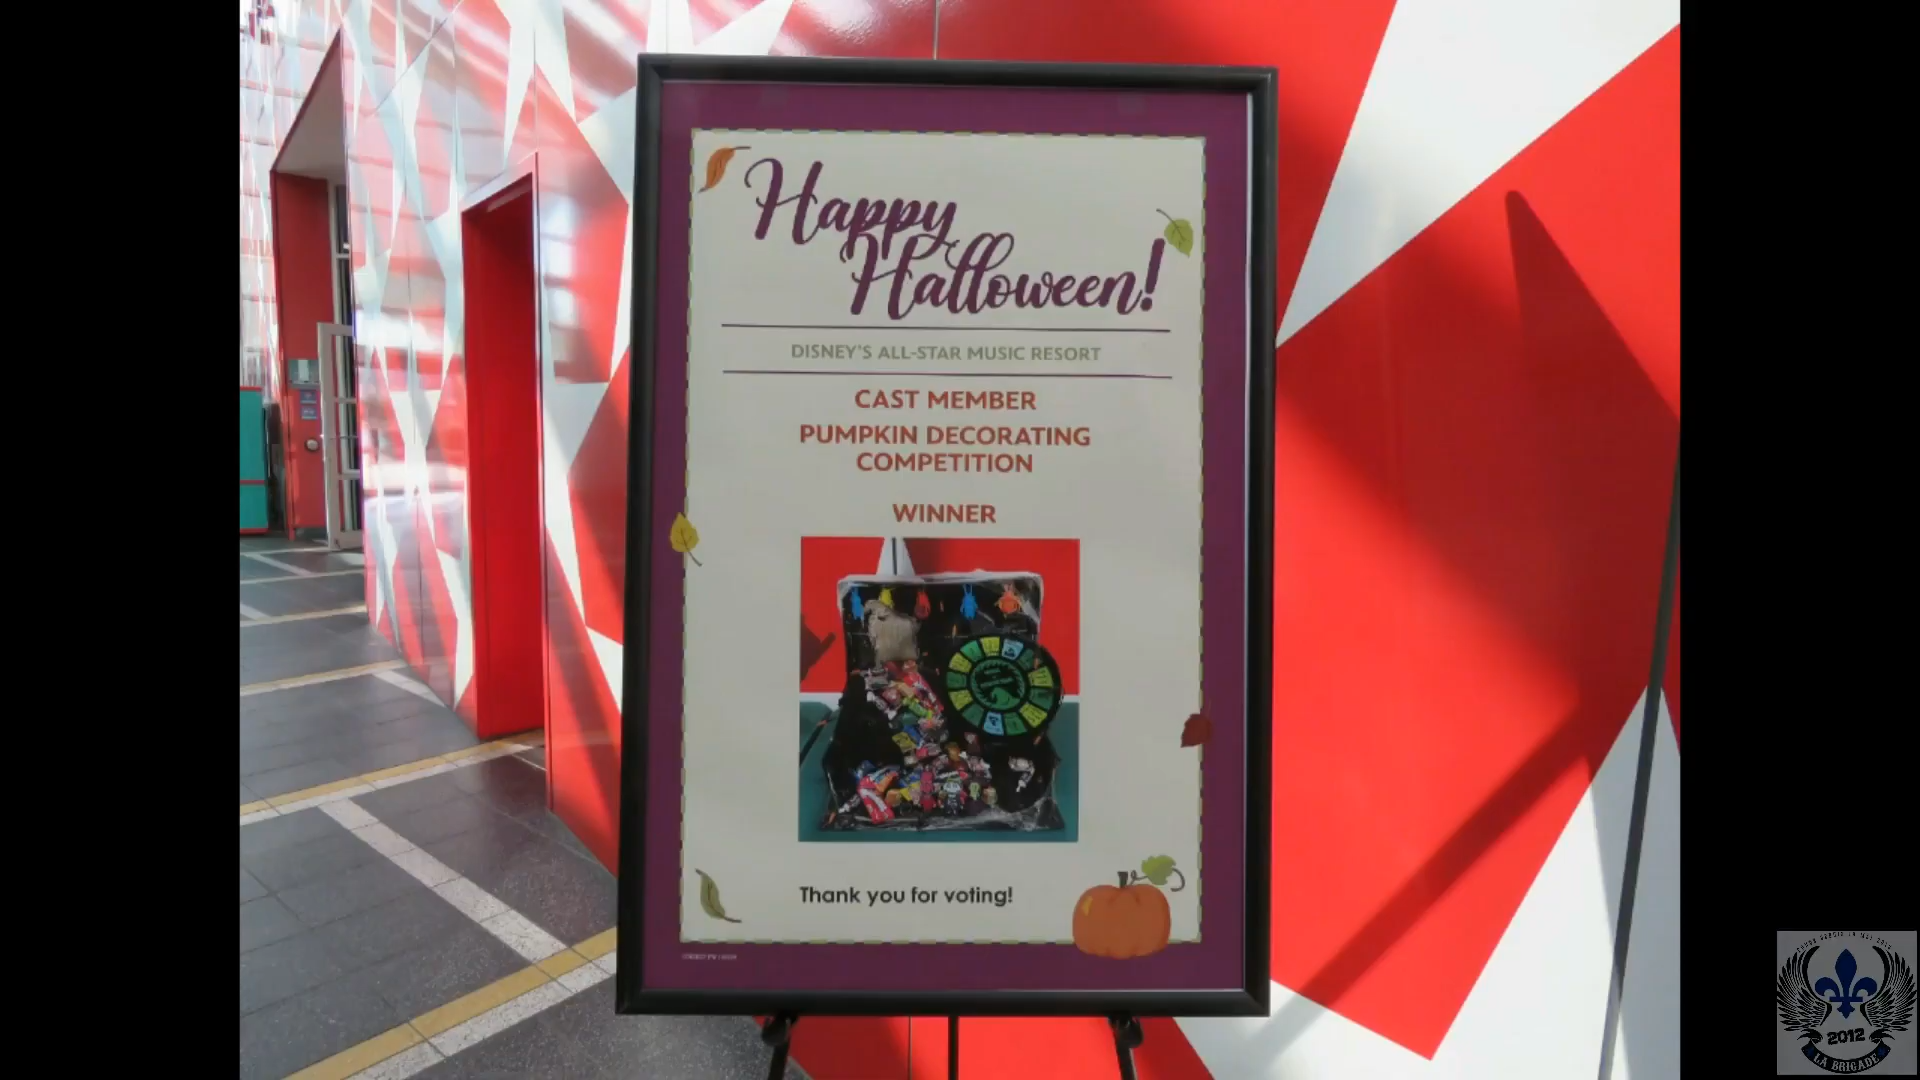 Happy
Halloween!
DISNEY'S ALL-STAR MUSIC RESORT
CAST MEMBER
PUMPKIN DECORATING
COMPETITION
WINNER
Thank you for voting!
2012
LA BRIGADE